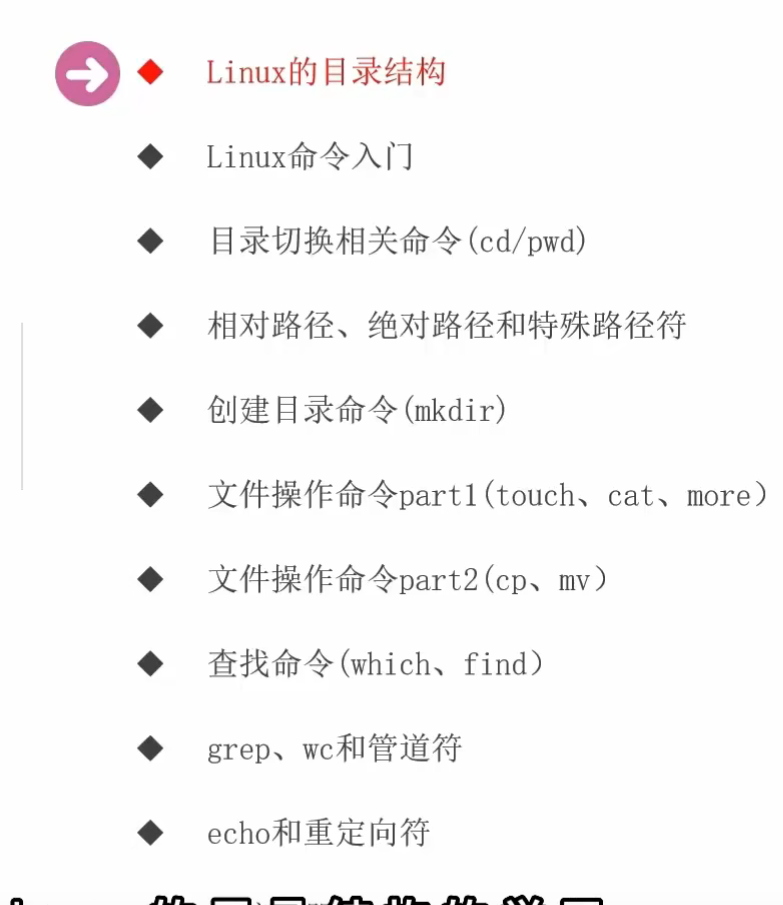 Linux的目录结构
Linux命令入门
目录切换相关命令(cd/pwd)
相对路径、绝对路径和特殊路径符
创建目录命令(mkdir)
文件操作命令part1(touch、cat、more）
文件操作命令part2(cp、mv）
查找命令(which、find）
grep、wc和管道符
echo和重定向符